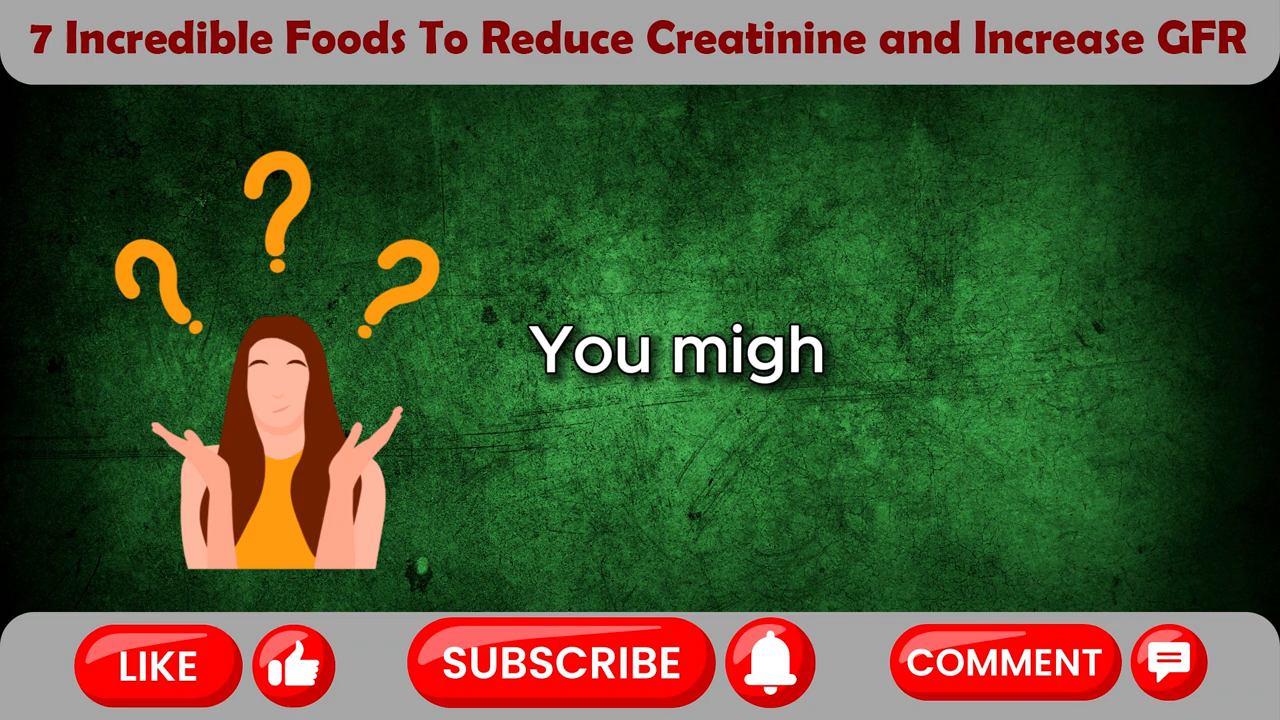 7 Incredible Foods To Reduce Creatinine and Increase GFR
You migh
LIKE
SUBSCRIBE
COMMENT